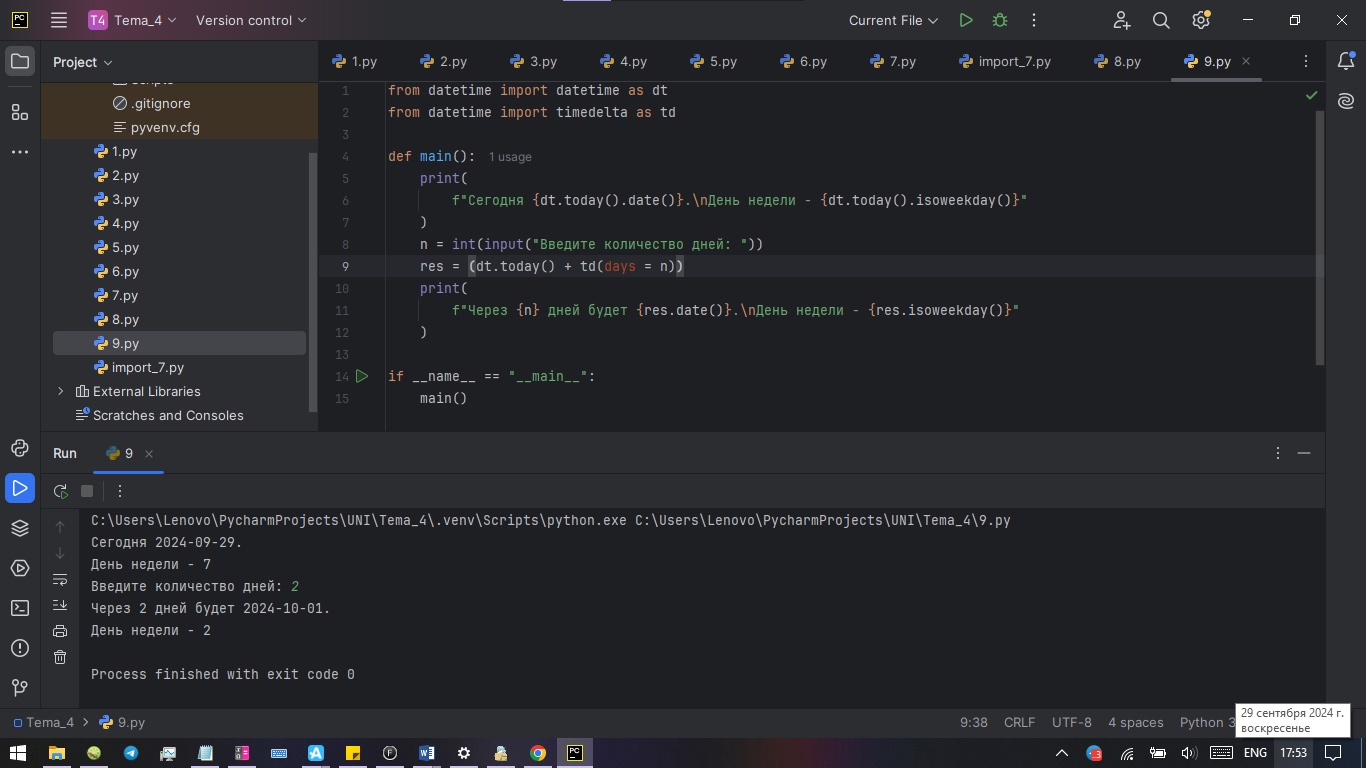 PC T4 Tema_4 Version control Current File
Project
1.py 2.py 3.py 4.py 5.py 6.py 7.py import_7.py 8.py 9.py
.gitignore
pyvenv.cfg
1.py
2.py
3.py
4.py
5.py
6.py
7.py
8.py
9.py
import_7.py
External Libraries
Scratches and Consoles
1 from datetime import datetime as dt
2 from datetime import timedelta as td
3
4 def main(): 1 usage
5 print(
6 f"Сегодня {dt.today().date()}.\nДень недели - {dt.today().isoweekday()}"
7 )
8 n = int(input("Введите количество дней: "))
9 res = (dt.today() + td(days = n))
10 print(
11 f"Через {n} дней будет {res.date()}.\nДень недели - {res.isoweekday()}"
12 )
13
14 if __name__ == "__main__":
15 main()
Run 9
C:\Users\Lenovo\PycharmProjects\UNI\Tema_4\.venv\Scripts\python.exe C:\Users\Lenovo\PycharmProjects\UNI\Tema_4\9.py
Сегодня 2024-09-29.
День недели - 7
Введите количество дней: 2
Через 2 дней будет 2024-10-01.
День недели - 2
Process finished with exit code 0
Tema_4 9.py 9:38 CRLF UTF-8 4 spaces Python 3
29 сентября 2024 г.
воскресенье
ENG 17:53